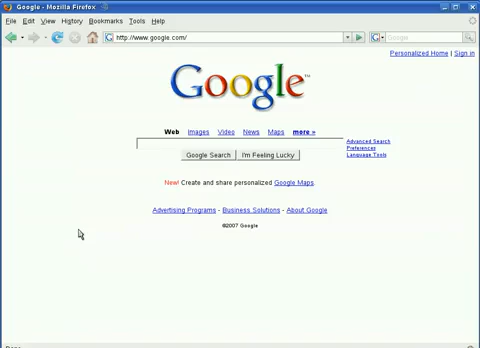 Google - Mozilla Firefox
File Edit View History Bookmarks Tools Help
http://www.google.com/
Google
Personalized Home | Sign in
Google™
Web Images Video News Maps more »
Advanced Search
Preferences
Language Tools
Google Search I'm Feeling Lucky
New! Create and share personalized Google Maps.
Advertising Programs - Business Solutions - About Google
©2007 Google